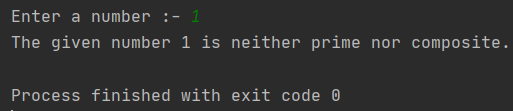 Enter a number :- 1
The given number 1 is neither prime nor composite.
Process finished with exit code 0